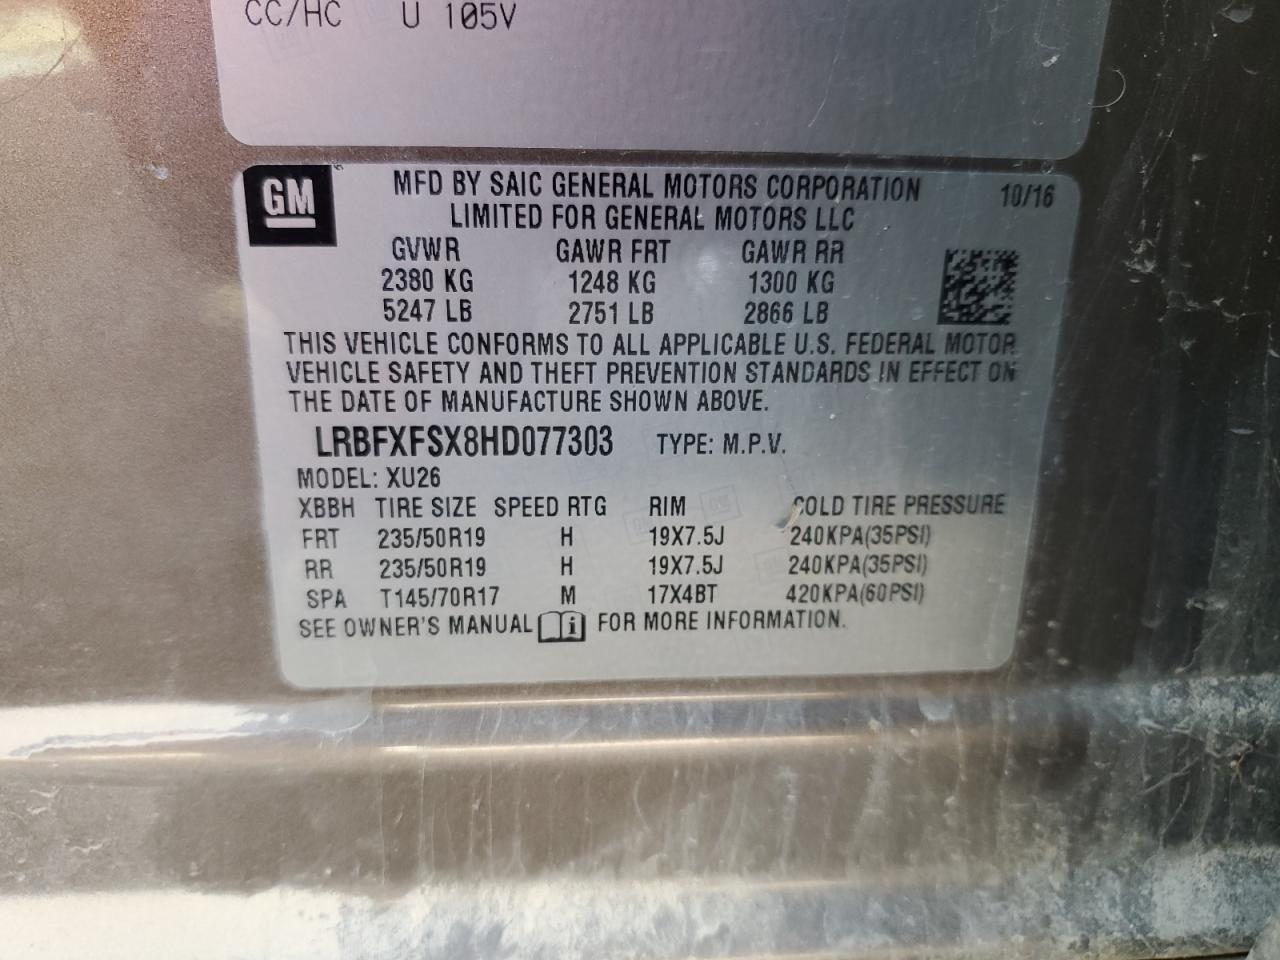 CC/HC U 105V
GM
MFD BY SAIC GENERAL MOTORS CORPORATION 10/16
LIMITED FOR GENERAL MOTORS LLC
GVWR GAWR FRT GAWR RR
2380 KG 1248 KG 1300 KG
5247 LB 2751 LB 2866 LB
THIS VEHICLE CONFORMS TO ALL APPLICABLE U.S. FEDERAL MOTOR
VEHICLE SAFETY AND THEFT PREVENTION STANDARDS IN EFFECT ON
THE DATE OF MANUFACTURE SHOWN ABOVE.
LRBFXFSX8HD077303 TYPE: M.P.V.
MODEL: XU26
XBBH TIRE SIZE SPEED RTG RIM COLD TIRE PRESSURE
FRT 235/50R19 H 19X7.5J 240KPA(35PSI)
RR 235/50R19 H 19X7.5J 240KPA(35PSI)
SPA T145/70R17 M 17X4BT 420KPA(60PSI)
SEE OWNER'S MANUAL i FOR MORE INFORMATION.